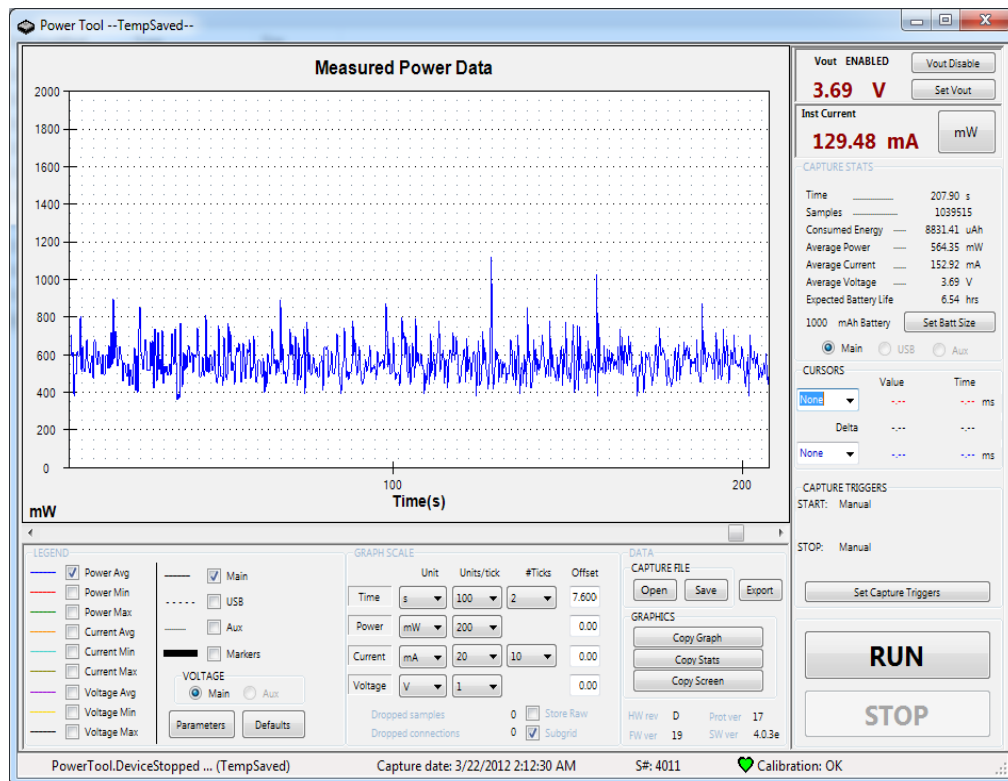 Power Tool --TempSaved--
Measured Power Data
2000
1800
1600
1400
1200
1000
800
600
400
200
0
100
200
Time(s)
mW
Vout ENABLED
Vout Disable
3.69 V
Set Vout
Inst Current
129.48 mA
mW
CAPTURE STATS
Time 207.90 s
Samples 1039515
Consumed Energy 8831.41 uAh
Average Power 564.35 mW
Average Current 152.92 mA
Average Voltage 3.69 V
Expected Battery Life 6.54 hrs
1000 mAh Battery Set Batt Size
Main USB Aux
CURSORS
Value Time
None -.-- -.-- ms
Delta -.-- -.--
None -.-- -.-- ms
CAPTURE TRIGGERS
START: Manual
STOP: Manual
Set Capture Triggers
RUN
STOP
LEGEND
Power Avg
Power Min
Power Max
Current Avg
Current Min
Current Max
Voltage Avg
Voltage Min
Voltage Max
Main
USB
Aux
Markers
VOLTAGE
Main Aux
Parameters Defaults
GRAPH SCALE
Unit Units/tick #Ticks Offset
Time s 100 2 7.600
Power mW 200 0.00
Current mA 20 10 0.00
Voltage V 1 0.00
Dropped samples 0 Store Raw
Dropped connections 0 Subgrid
DATA
CAPTURE FILE
Open Save Export
GRAPHICS
Copy Graph
Copy Stats
Copy Screen
HW rev D Prot ver 17
FW ver 19 SW ver 4.0.3e
PowerTool.DeviceStopped ... (TempSaved) Capture date: 3/22/2012 2:12:30 AM S#: 4011 Calibration: OK